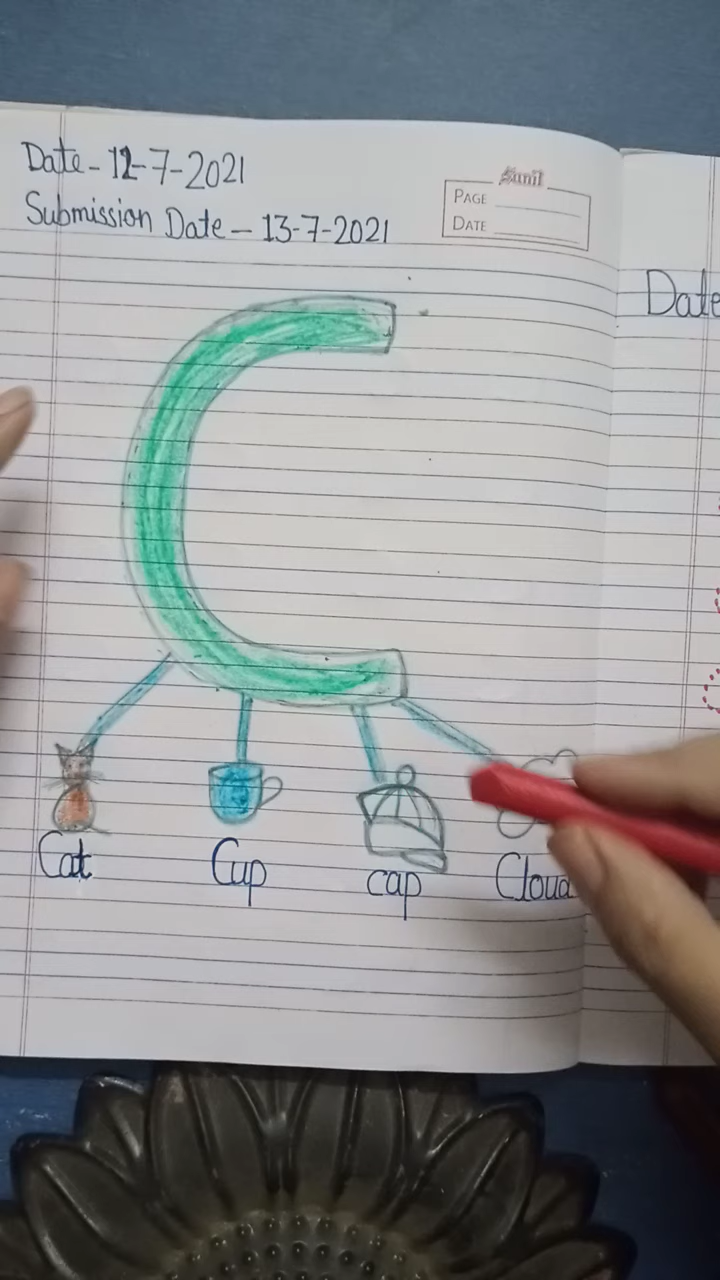 Date - 12-7-2021
Submission Date - 13-7-2021
Sunil
PAGE
DATE
Date
Cat
Cup
cap
Cloud